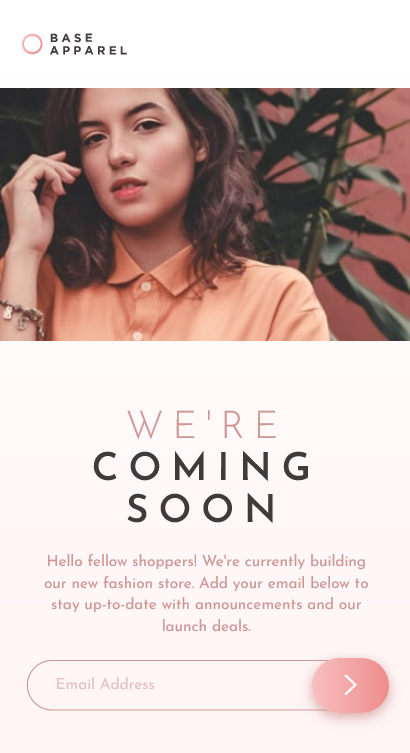 BASE
APPAREL
WE'RE
COMING
SOON
Hello fellow shoppers! We're currently building
our new fashion store. Add your email below to
stay up-to-date with announcements and our
launch deals.
Email Address